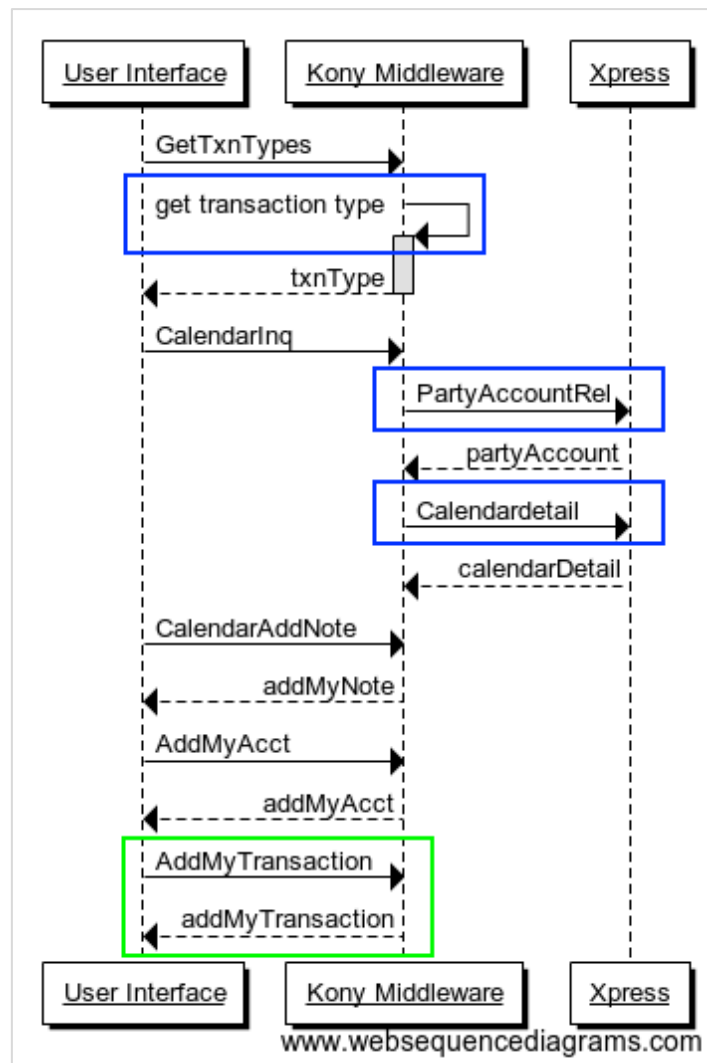 User Interface
Kony Middleware
Xpress
GetTxnTypes
get transaction type
txnType
CalendarInq
PartyAccountRel
partyAccount
Calendardetail
calendarDetail
CalendarAddNote
addMyNote
AddMyAcct
addMyAcct
AddMyTransaction
addMyTransaction
User Interface
Kony Middleware
Xpress
www.websequencediagrams.com